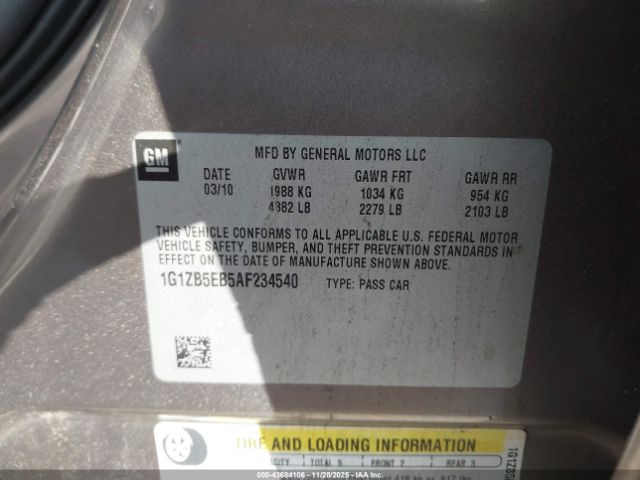 GM
MFD BY GENERAL MOTORS LLC
DATE GVWR GAWR FRT GAWR RR
03/10 1988 KG 1034 KG 954 KG
4382 LB 2279 LB 2103 LB
THIS VEHICLE CONFORMS TO ALL APPLICABLE U.S. FEDERAL MOTOR
VEHICLE SAFETY, BUMPER, AND THEFT PREVENTION STANDARDS IN
EFFECT ON THE DATE OF MANUFACTURE SHOWN ABOVE.
1G1ZB5EB5AF234540 TYPE: PASS CAR
TIRE AND LOADING INFORMATION
TOTAL 5 FRONT 2 REAR 3
1G1ZB5
43684106 11/28/2025 IAA Inc.